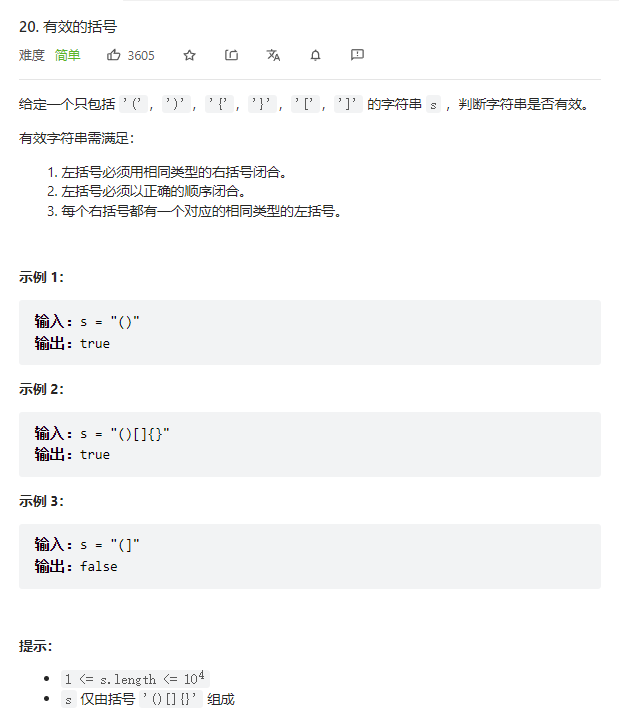 20. 有效的括号
难度 简单 3605
给定一个只包括 '(', ')', '{', '}', '[', ']' 的字符串 s ，判断字符串是否有效。
有效字符串需满足：
1. 左括号必须用相同类型的右括号闭合。
2. 左括号必须以正确的顺序闭合。
3. 每个右括号都有一个对应的相同类型的左括号。
示例 1：
输入：s = "()"
输出：true
示例 2：
输入：s = "()[]{}"
输出：true
示例 3：
输入：s = "(]"
输出：false
提示：
• 1 <= s.length <= 10⁴
• s 仅由括号 '()[]{}' 组成